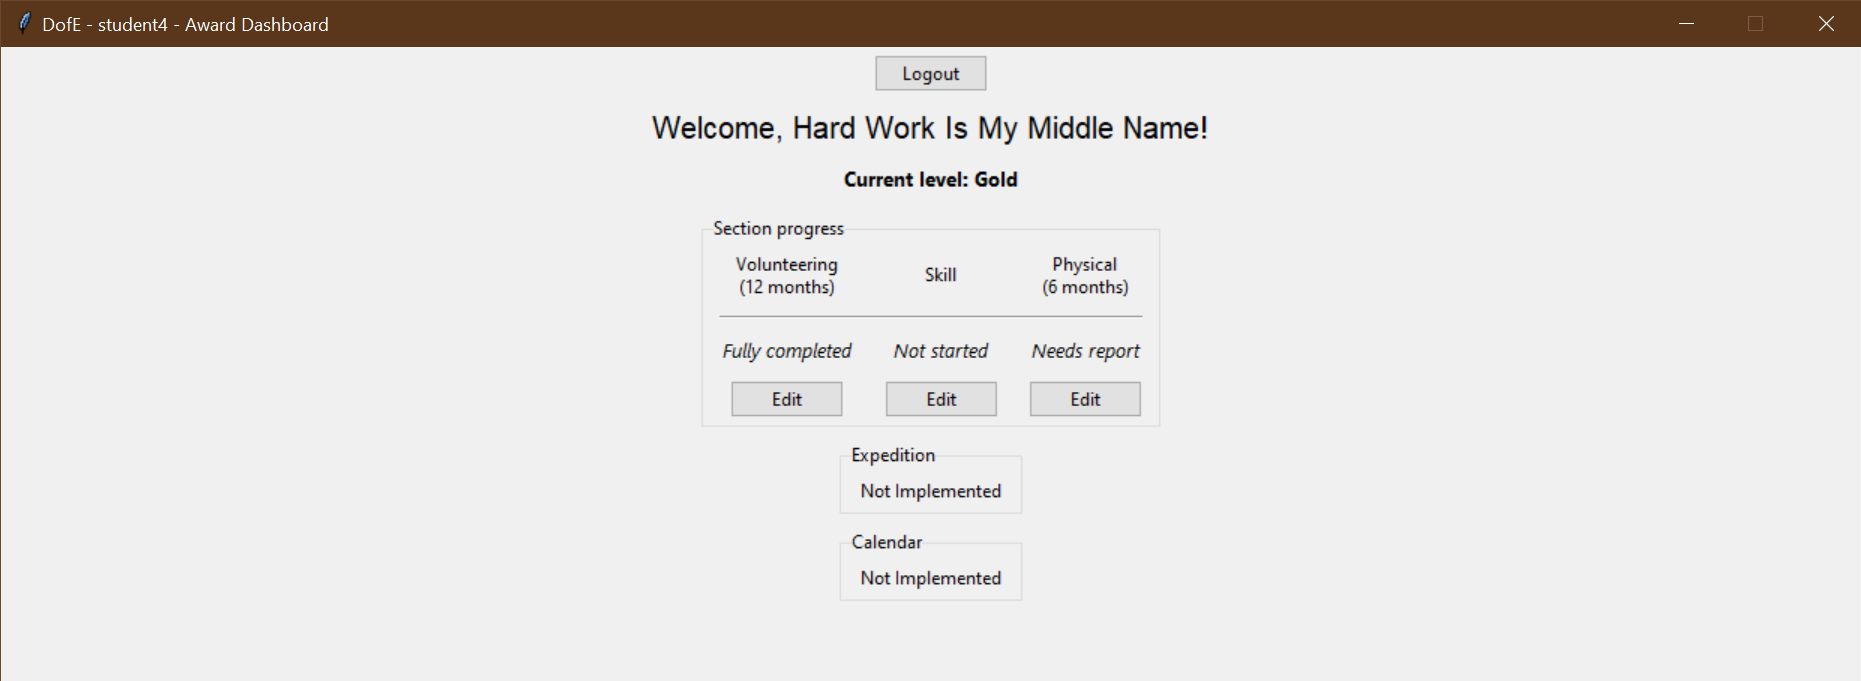 DofE - student4 - Award Dashboard
Logout
Welcome, Hard Work Is My Middle Name!
Current level: Gold
Section progress
Volunteering
(12 months)
Skill
Physical
(6 months)
Fully completed
Not started
Needs report
Edit
Edit
Edit
Expedition
Not Implemented
Calendar
Not Implemented